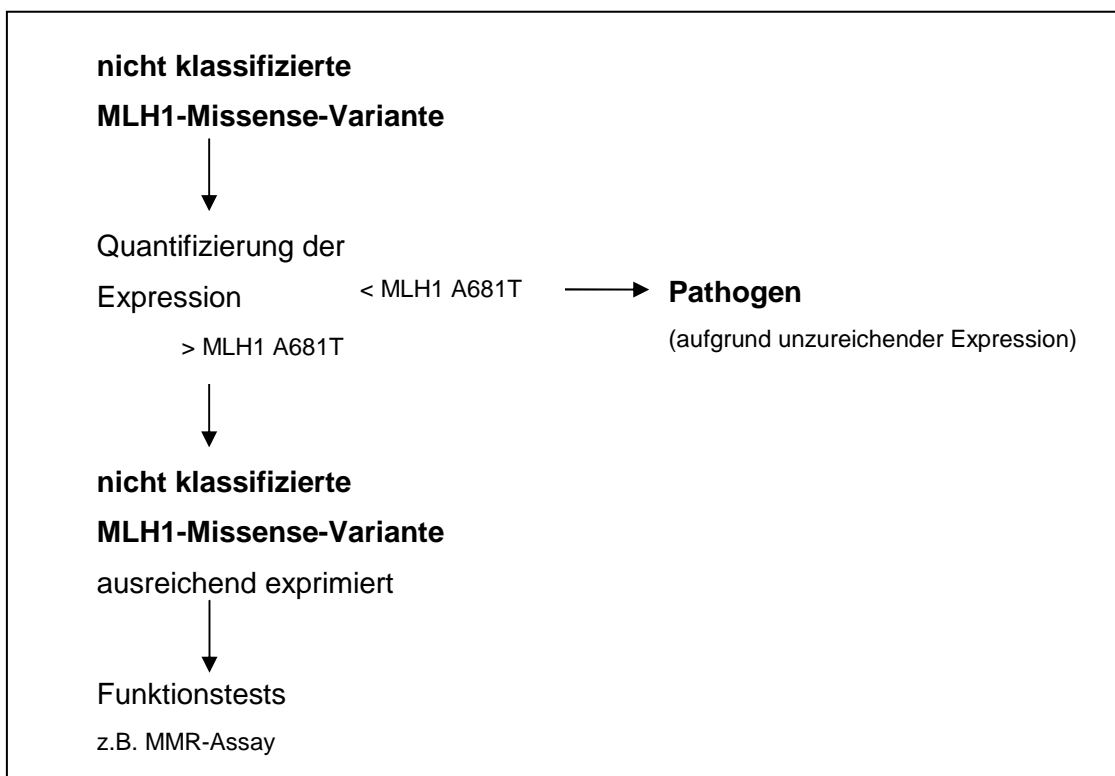 nicht klassifizierte
MLH1-Missense-Variante
Quantifizierung der
Expression
< MLH1 A681T
Pathogen
(aufgrund unzureichender Expression)
> MLH1 A681T
nicht klassifizierte
MLH1-Missense-Variante
ausreichend exprimiert
Funktionstests
z.B. MMR-Assay